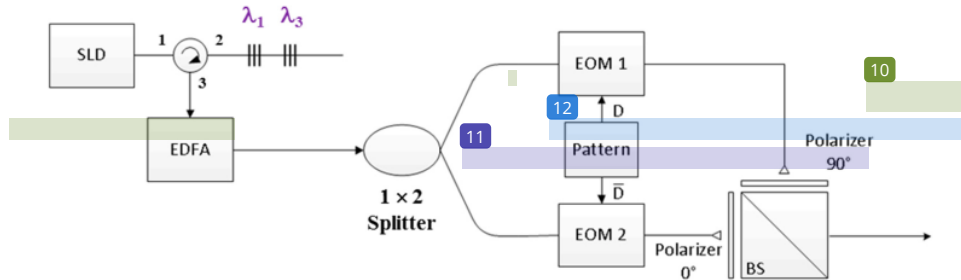 λ1 λ3
SLD
1
2
3
EDFA
1 × 2
Splitter
EOM 1
D
Pattern
D̅
EOM 2
10
12
11
Polarizer
90°
Polarizer
0°
BS